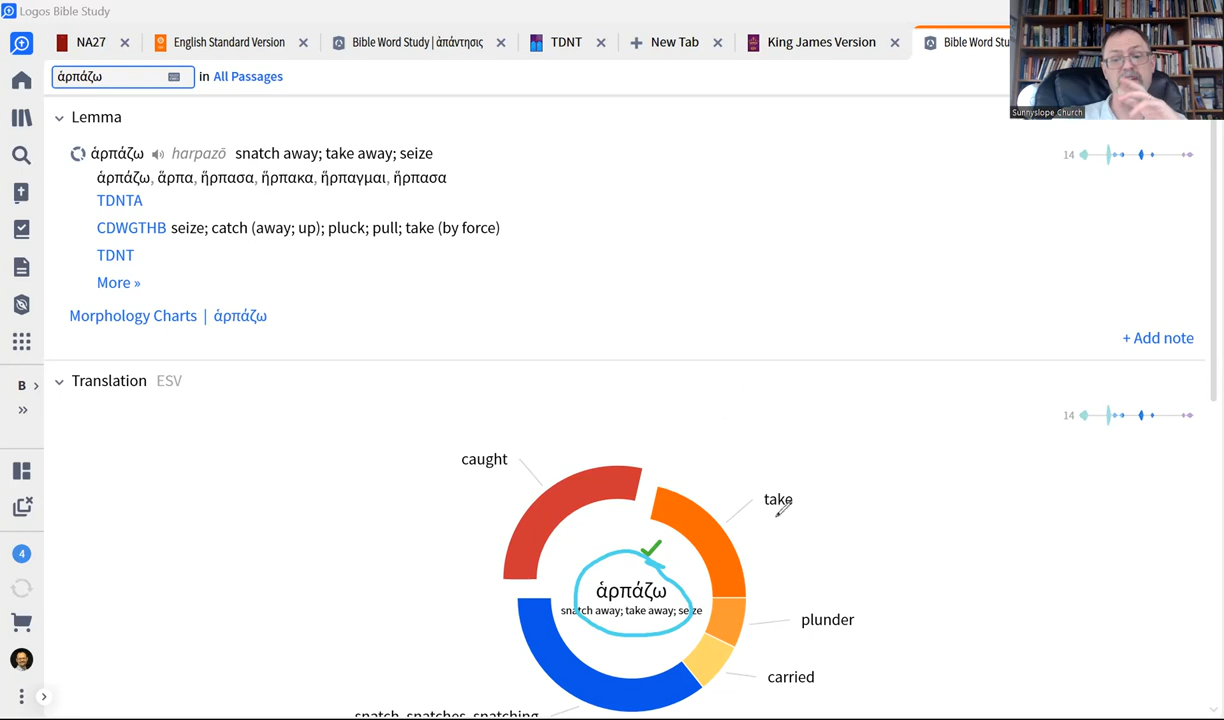 Logos Bible Study
NA27
English Standard Version
Bible Word Study | ἀπάντησις
TDNT
New Tab
King James Version
Bible Word Stu
ἁρπάζω in All Passages
Sunnyslope Church
Lemma
ἁρπάζω harpazō snatch away; take away; seize
14
ἁρπάζω, ἅρπα, ἥρπασα, ἥρπακα, ἥρπαγμαι, ἥρπασα
TDNTA
CDWGTHB seize; catch (away; up); pluck; pull; take (by force)
TDNT
More »
Morphology Charts | ἁρπάζω
+ Add note
B
Translation ESV
14
caught
take
ἁρπάζω
snatch away; take away; seize
plunder
carried
snatch, snatches, snatching
4